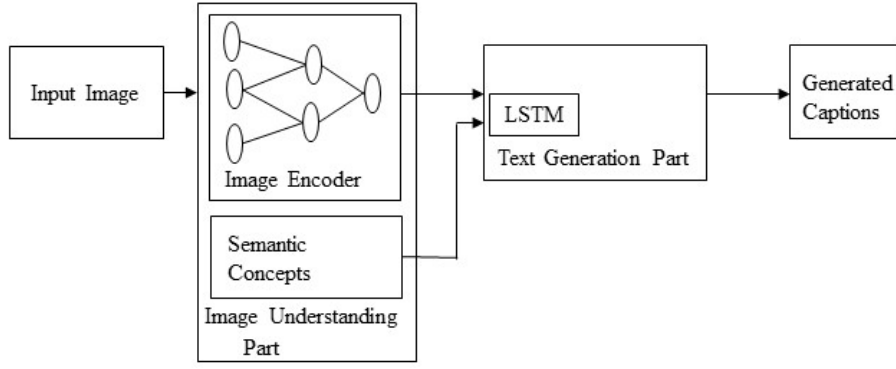 Input Image
Image Encoder
Semantic
Concepts
Image Understanding
Part
LSTM
Text Generation Part
Generated
Captions